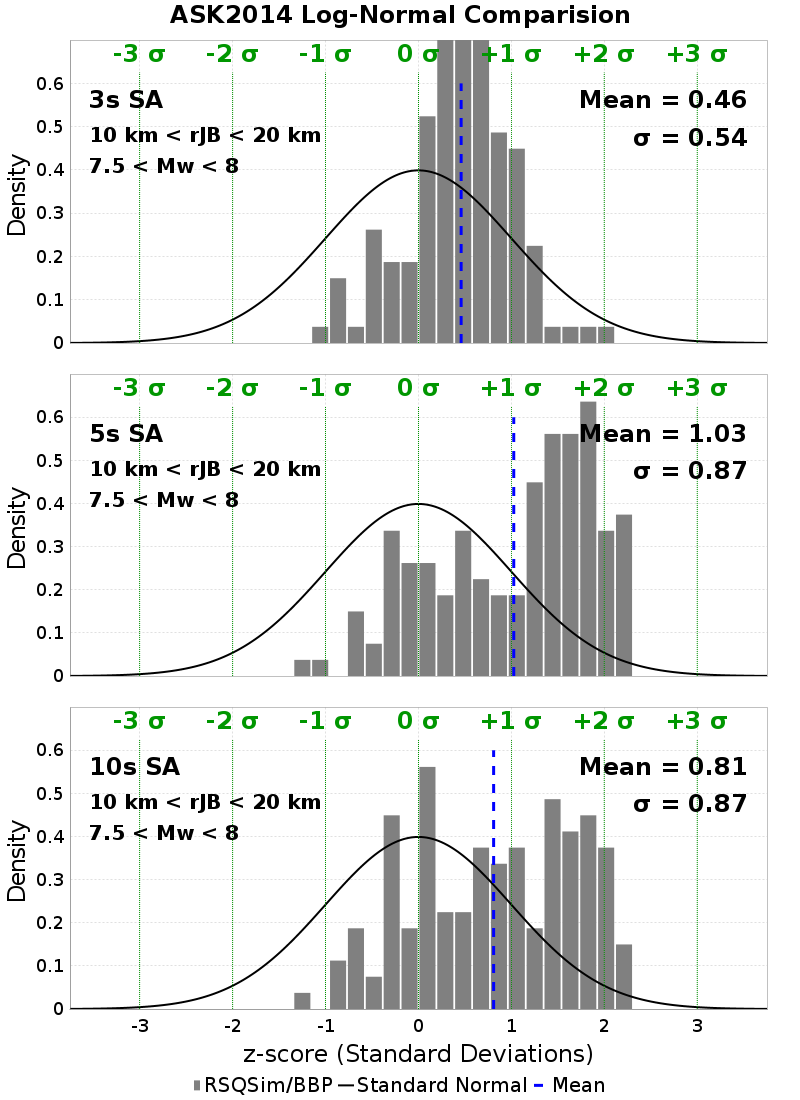 ASK2014 Log-Normal Comparision
-3 σ -2 σ -1 σ 0 σ +1 σ +2 σ +3 σ
3s SA
Mean = 0.46
10 km < rJB < 20 km
σ = 0.54
7.5 < Mw < 8
0.6
0.5
0.4
0.3
0.2
0.1
0
Density
-3 σ -2 σ -1 σ 0 σ +1 σ +2 σ +3 σ
5s SA
Mean = 1.03
10 km < rJB < 20 km
σ = 0.87
7.5 < Mw < 8
0.6
0.5
0.4
0.3
0.2
0.1
0
Density
-3 σ -2 σ -1 σ 0 σ +1 σ +2 σ +3 σ
10s SA
Mean = 0.81
10 km < rJB < 20 km
σ = 0.87
7.5 < Mw < 8
0.6
0.5
0.4
0.3
0.2
0.1
0
Density
-3 -2 -1 0 1 2 3
z-score (Standard Deviations)
RSQSim/BBP Standard Normal Mean